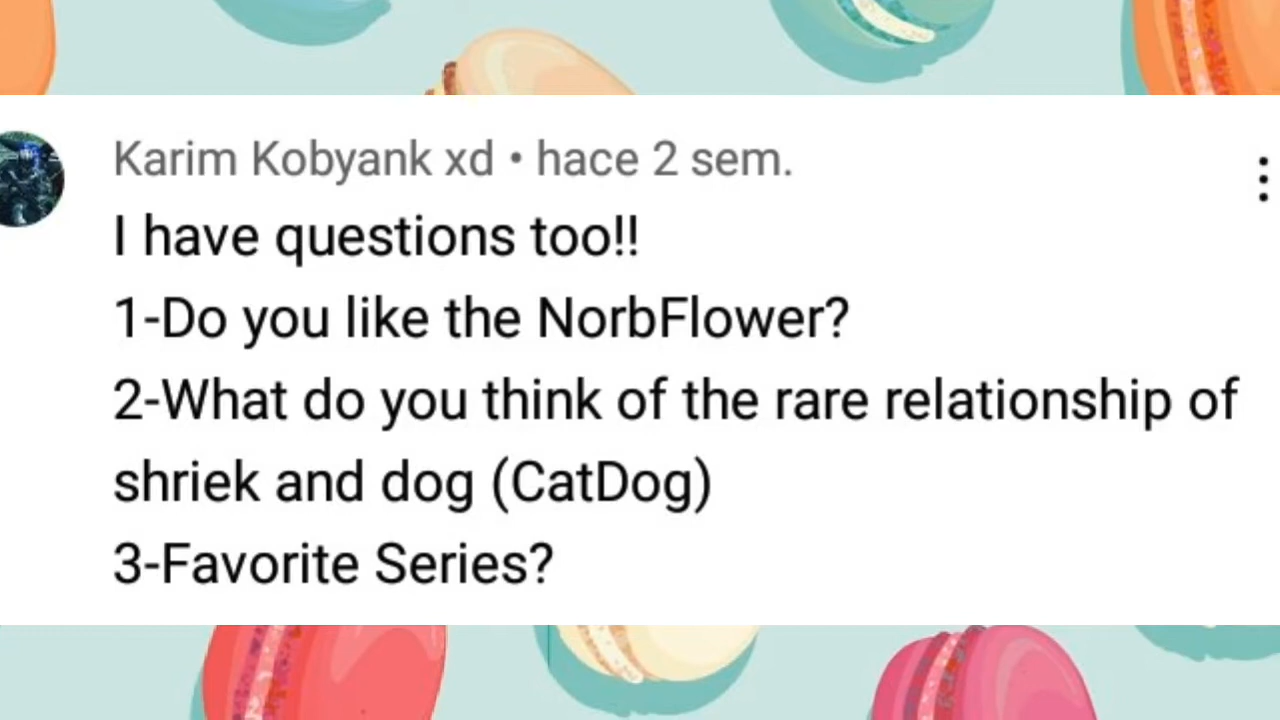 Karim Kobyank xd • hace 2 sem.
I have questions too!!
1-Do you like the NorbFlower?
2-What do you think of the rare relationship of
shriek and dog (CatDog)
3-Favorite Series?